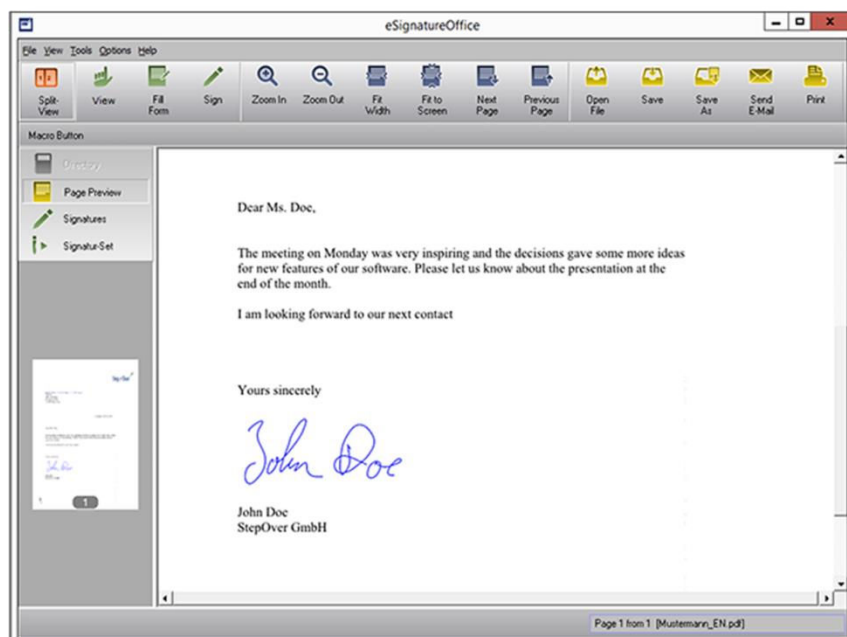 eSignatureOffice
File View Tools Options Help
Split-View
View
Fill Form
Sign
Zoom In
Zoom Out
Fit Width
Fit to Screen
Next Page
Previous Page
Open File
Save
Save As
Send E-Mail
Print
Macro Button
Directory
Page Preview
Signatures
Signatur-Set
Dear Ms. Doe,
The meeting on Monday was very inspiring and the decisions gave some more ideas
for new features of our software. Please let us know about the presentation at the
end of the month.
I am looking forward to our next contact
Yours sincerely
John Doe
John Doe
StepOver GmbH
1
Page 1 from 1: [Mustermann_EN.pdf]